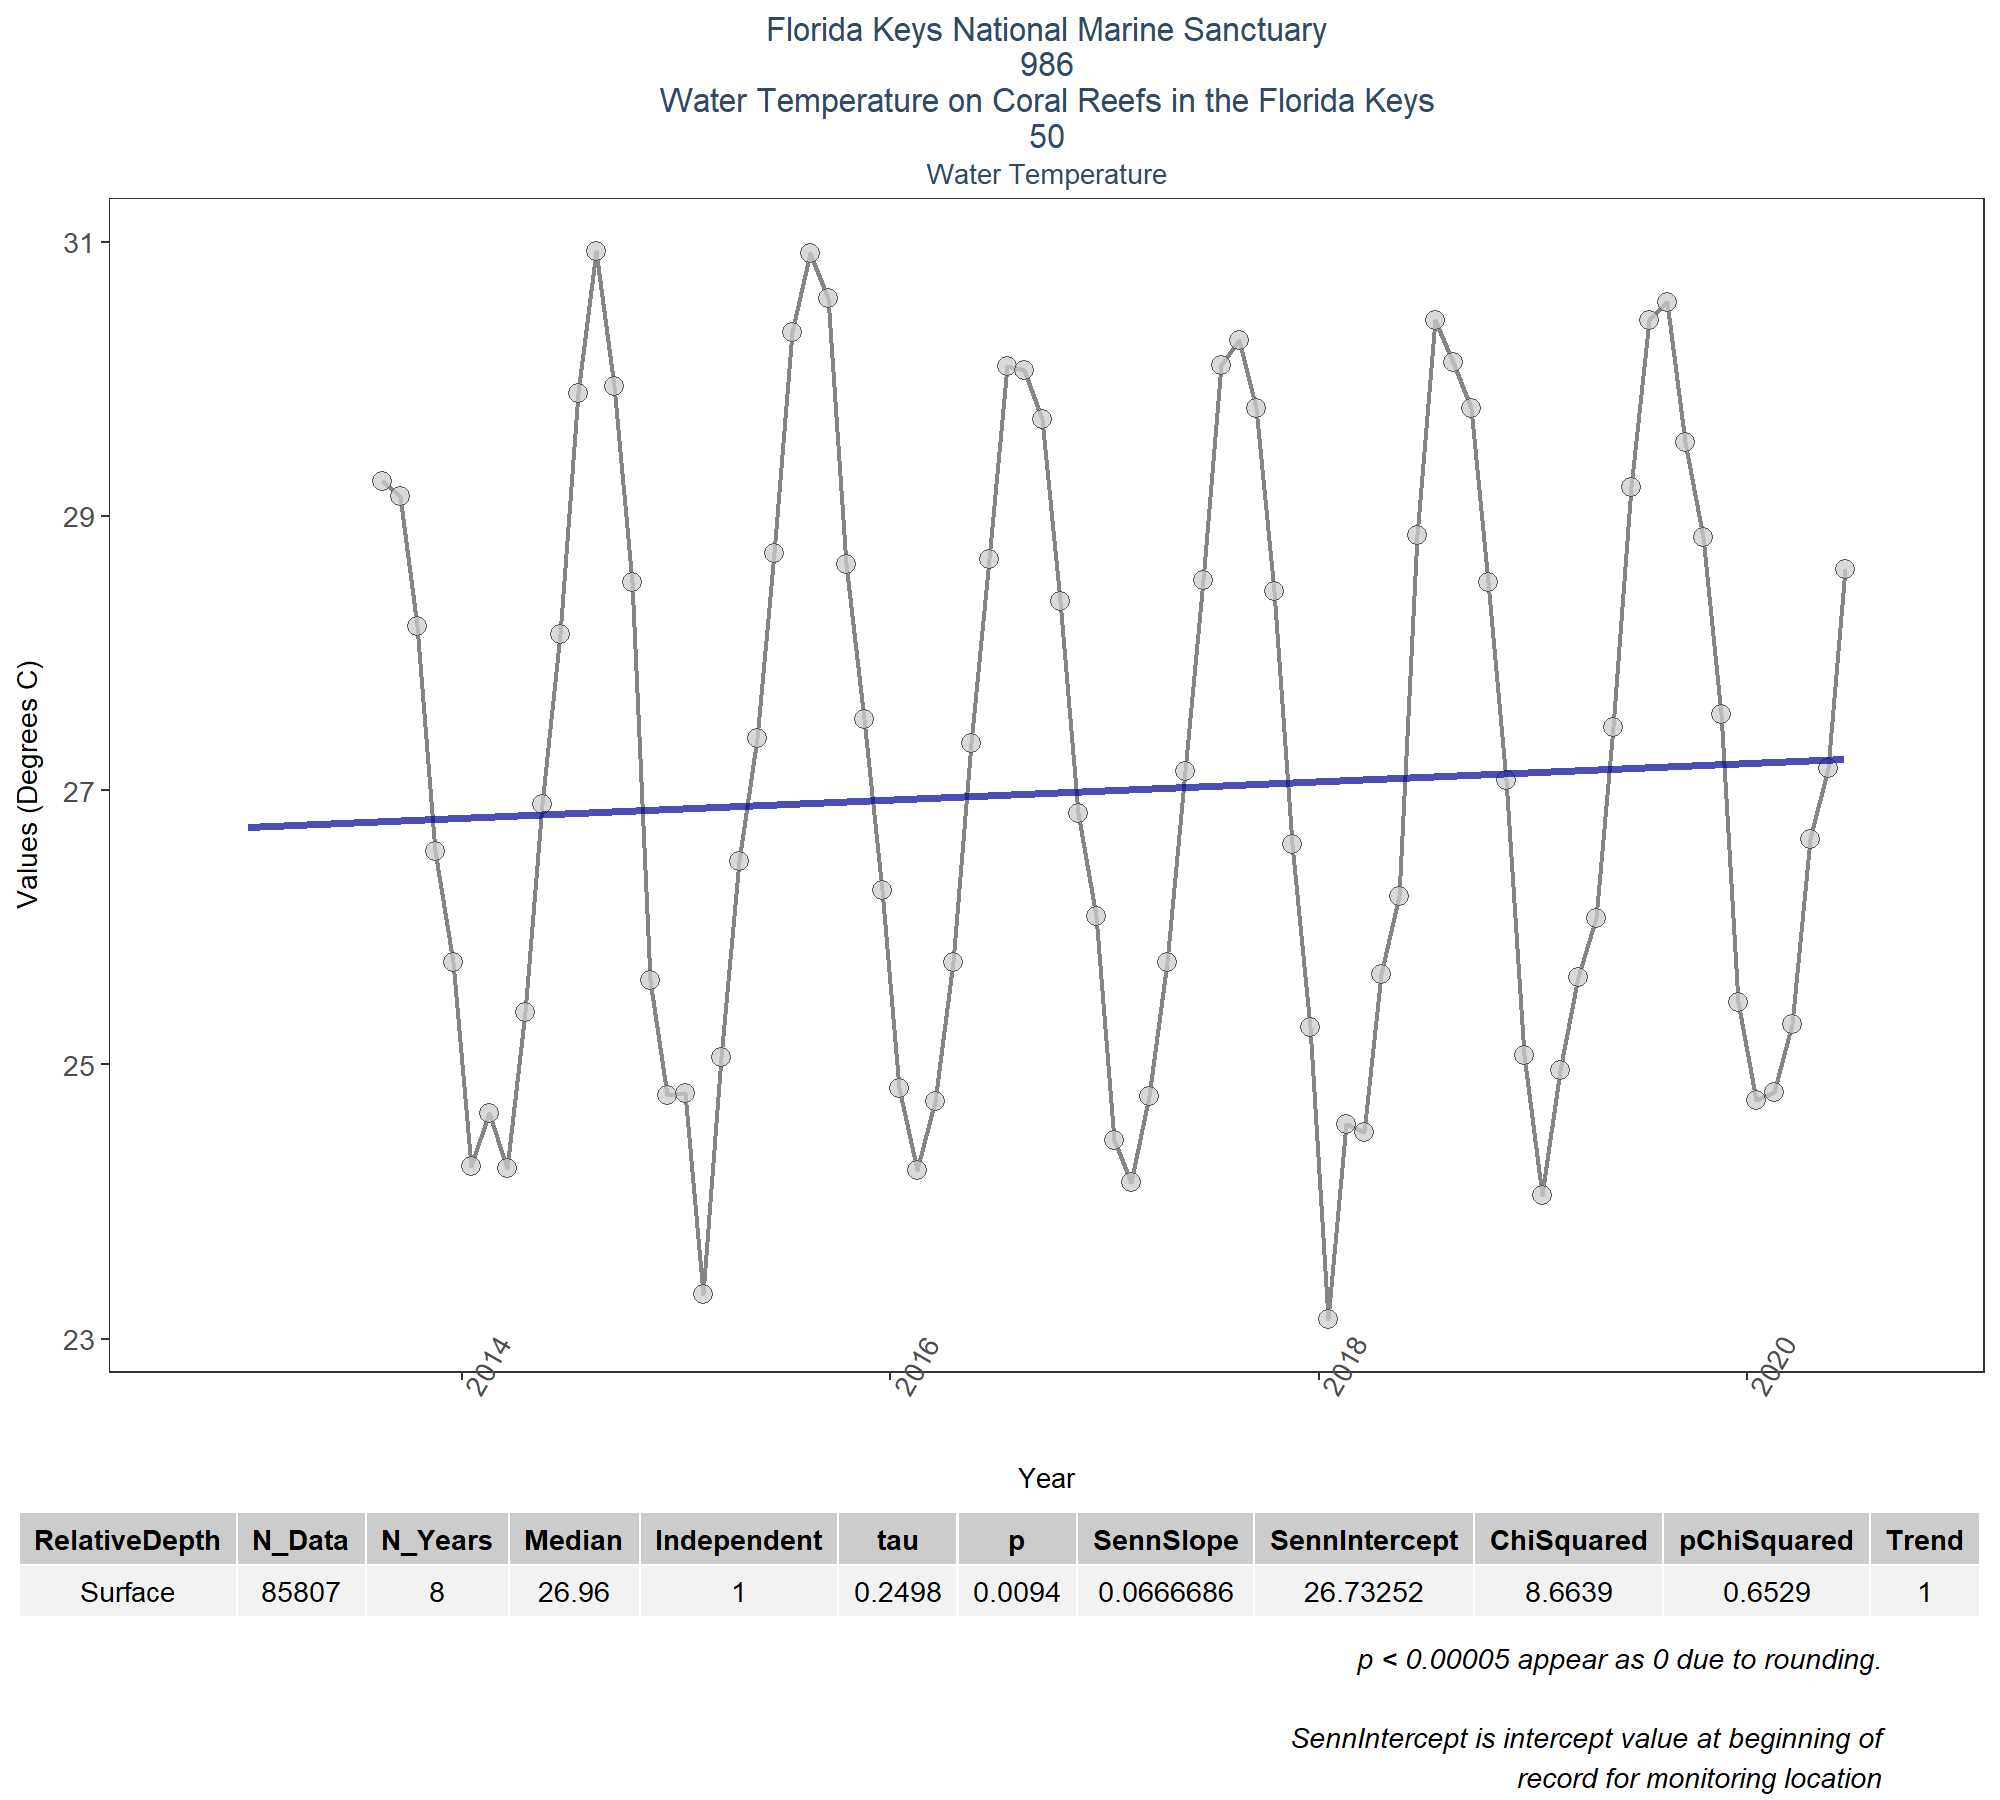 Florida Keys National Marine Sanctuary
986
Water Temperature on Coral Reefs in the Florida Keys
50
Water Temperature
31
29
27
25
23
Values (Degrees C)
2014
2016
2018
2020
Year
RelativeDepth N_Data N_Years Median Independent tau p SennSlope SennIntercept ChiSquared pChiSquared Trend
Surface 85807 8 26.96 1 0.2498 0.0094 0.0666686 26.73252 8.6639 0.6529 1
p < 0.00005 appear as 0 due to rounding.
SennIntercept is intercept value at beginning of
record for monitoring location